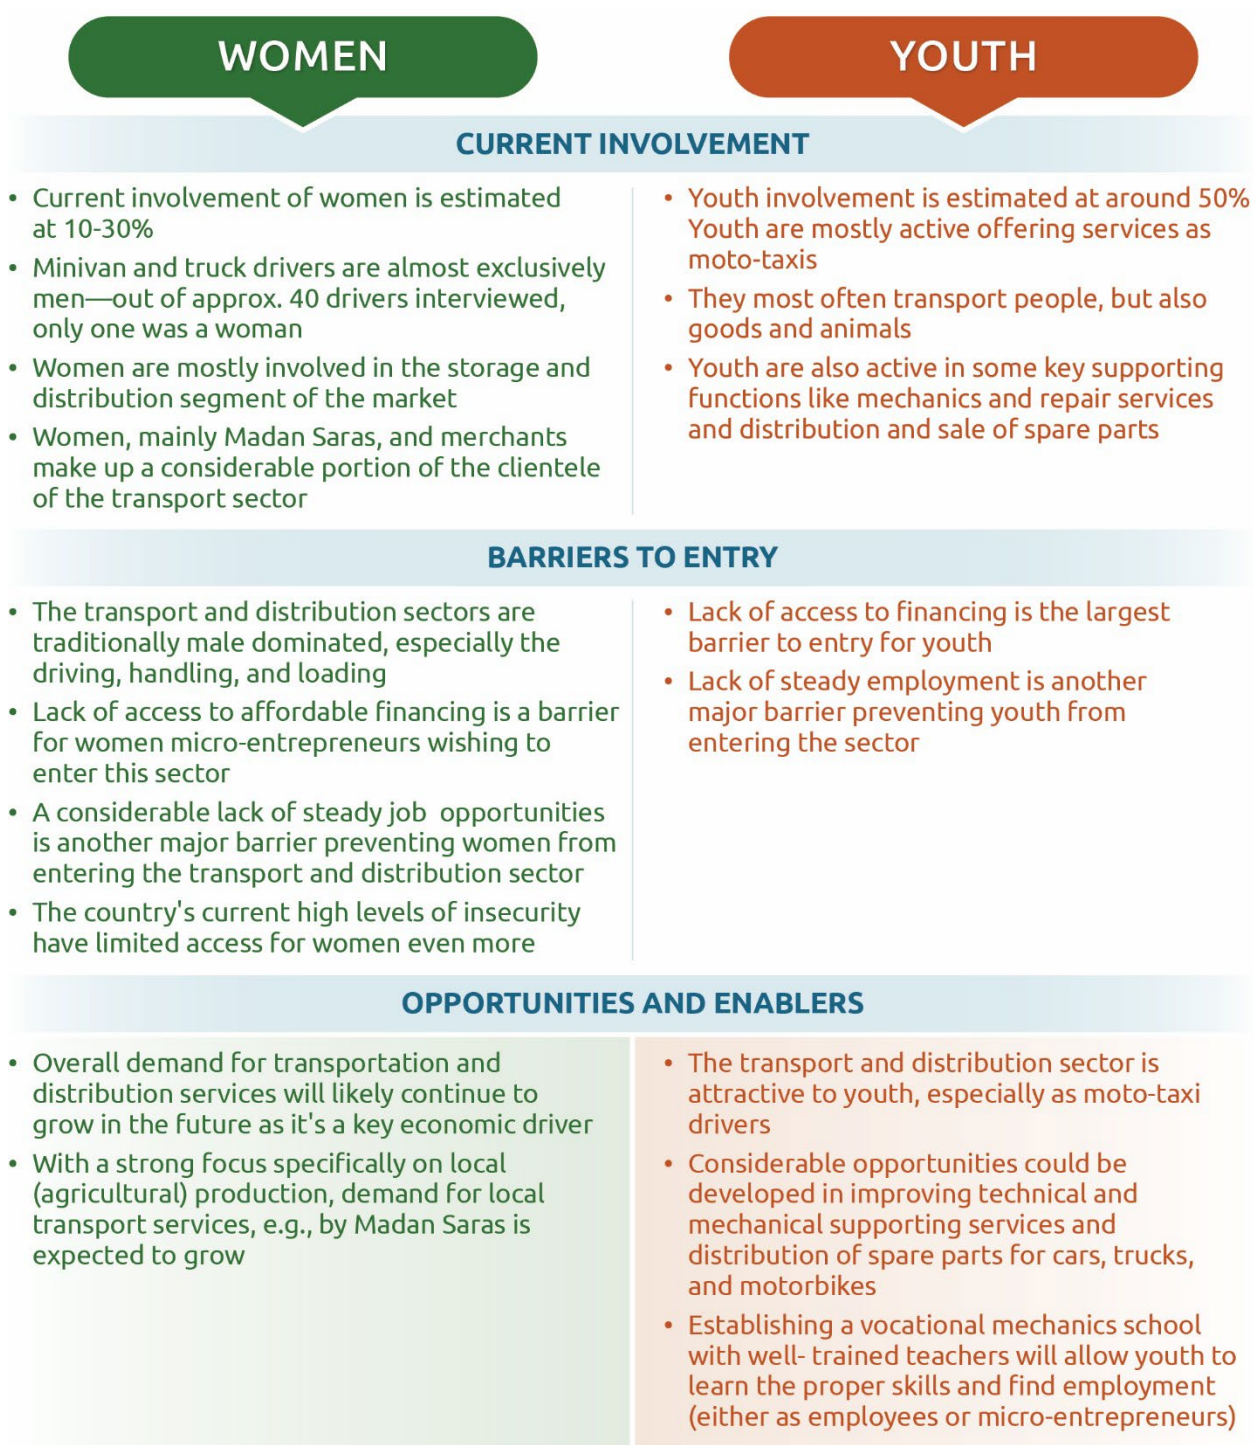 WOMEN
YOUTH
CURRENT INVOLVEMENT
• Current involvement of women is estimated
at 10-30%
• Minivan and truck drivers are almost exclusively
men—out of approx. 40 drivers interviewed,
only one was a woman
• Women are mostly involved in the storage and
distribution segment of the market
• Women, mainly Madan Saras, and merchants
make up a considerable portion of the clientele
of the transport sector
• Youth involvement is estimated at around 50%
Youth are mostly active offering services as
moto-taxis
• They most often transport people, but also
goods and animals
• Youth are also active in some key supporting
functions like mechanics and repair services
and distribution and sale of spare parts
BARRIERS TO ENTRY
• The transport and distribution sectors are
traditionally male dominated, especially the
driving, handling, and loading
• Lack of access to affordable financing is a barrier
for women micro-entrepreneurs wishing to
enter this sector
• A considerable lack of steady job opportunities
is another major barrier preventing women from
entering the transport and distribution sector
• The country's current high levels of insecurity
have limited access for women even more
• Lack of access to financing is the largest
barrier to entry for youth
• Lack of steady employment is another
major barrier preventing youth from
entering the sector
OPPORTUNITIES AND ENABLERS
• Overall demand for transportation and
distribution services will likely continue to
grow in the future as it's a key economic driver
• With a strong focus specifically on local
(agricultural) production, demand for local
transport services, e.g., by Madan Saras is
expected to grow
• The transport and distribution sector is
attractive to youth, especially as moto-taxi
drivers
• Considerable opportunities could be
developed in improving technical and
mechanical supporting services and
distribution of spare parts for cars, trucks,
and motorbikes
• Establishing a vocational mechanics school
with well- trained teachers will allow youth to
learn the proper skills and find employment
(either as employees or micro-entrepreneurs)